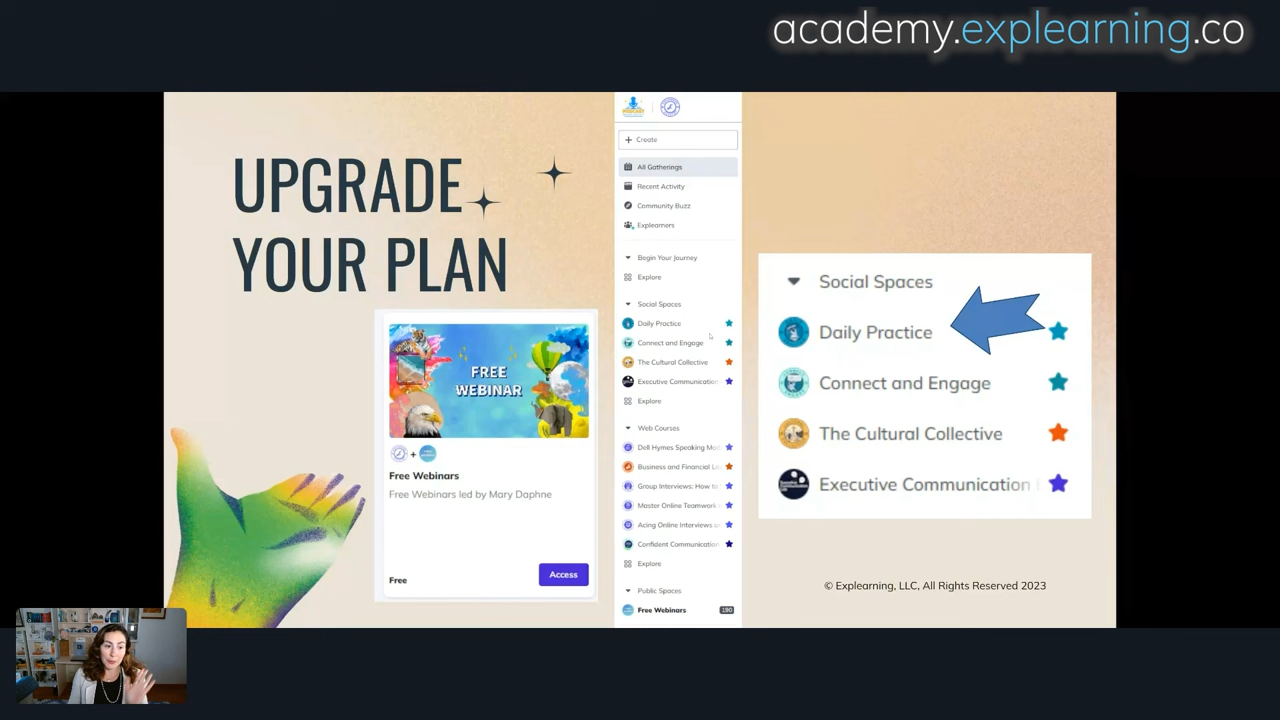 academy.explearning.co
UPGRADE
YOUR PLAN
FREE
WEBINAR
+
Free Webinars
Free Webinars led by Mary Daphne
Free
Access
PODCAST
+ Create
All Gatherings
Recent Activity
Community Buzz
Explearners
Begin Your Journey
Explore
Social Spaces
Daily Practice
Connect and Engage
The Cultural Collective
Executive Communication
Explore
Web Courses
Dell Hymes Speaking Mo
Business and Financial Lo
Group Interviews: How to
Master Online Teamwork
Acing Online Interviews
Confident Communication
Explore
Public Spaces
Free Webinars 190
Social Spaces
Daily Practice
Connect and Engage
The Cultural Collective
Executive Communication
© Explearning, LLC, All Rights Reserved 2023